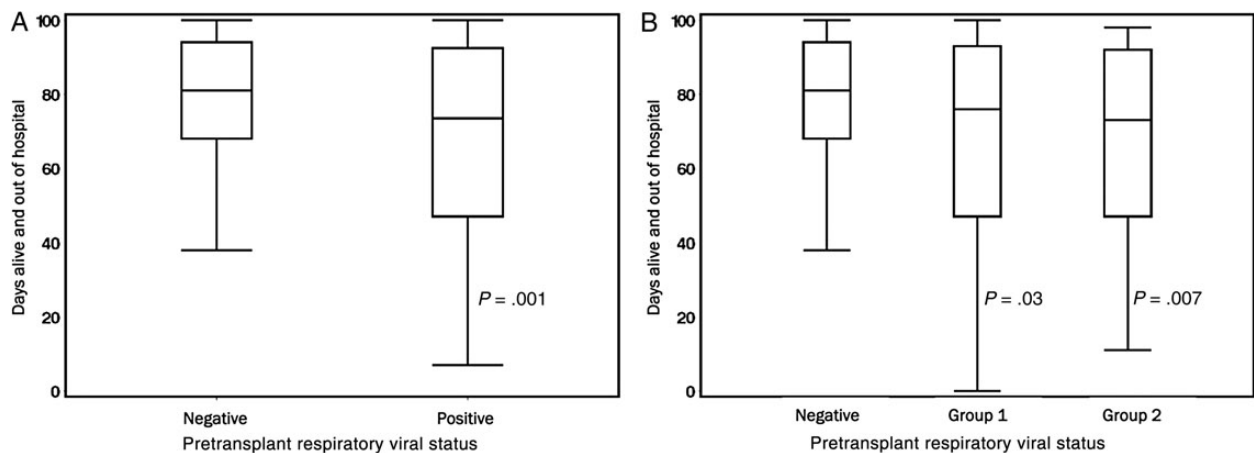 A
Days alive and out of hospital
100
80
60
40
20
0
P = .001
Negative Positive
Pretransplant respiratory viral status
B
Days alive and out of hospital
100
80
60
40
20
0
P = .03 P = .007
Negative Group 1 Group 2
Pretransplant respiratory viral status